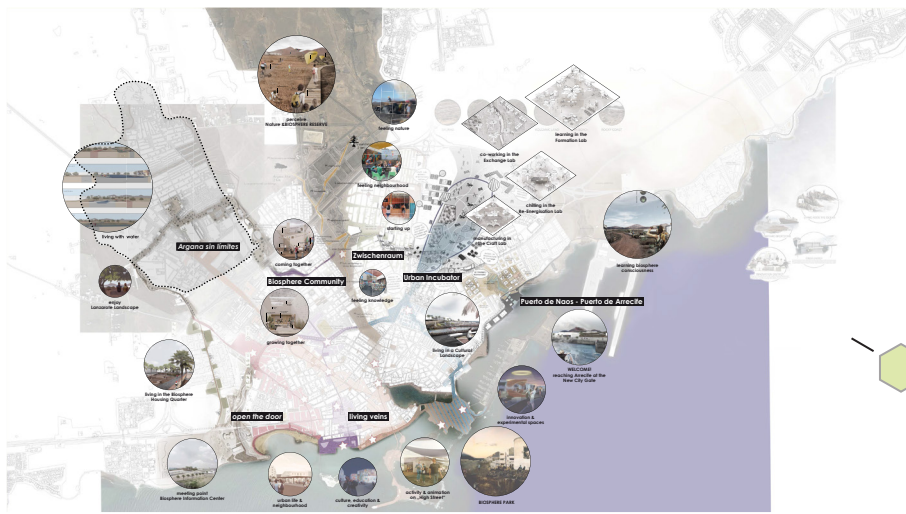 perceive
Nature &BIOSPHERE RESERVE
feeling nature
learning in the
Formation Lab
co-working in the
Exchange Lab
feeling neighbourhood
chilling in the
Re-Energisation Lab
starting up
living with water
Argana sin límites
manufacturing in
the Craft Lab
coming together
Zwischenraum
learning biosphere
consciousness
Biosphere Community
Urban Incubator
enjoy
Lanzarote Landscape
feeling knowledge
Puerto de Naos - Puerto de Arrecife
growing together
living in a Cultural
Landscape
WELCOME!
reaching Arrecife at the
New City Gate
living in the Biosphere
Housing Quarter
open the door
living veins
innovation &
experimental spaces
meeting point
Biosphere Information Center
urban life &
neighbourhood
culture, education &
creativity
activity & animation
on „High Street"
BIOSPHERE PARK